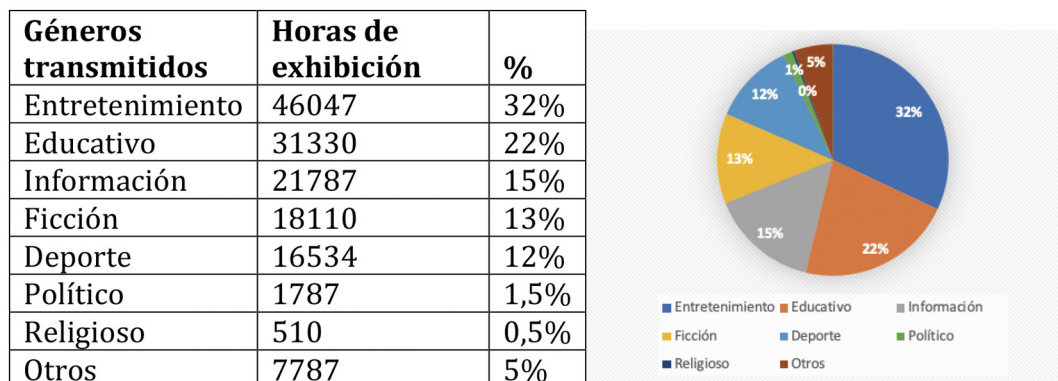 Géneros transmitidos | Horas de exhibición | %
Entretenimiento | 46047 | 32%
Educativo | 31330 | 22%
Información | 21787 | 15%
Ficción | 18110 | 13%
Deporte | 16534 | 12%
Político | 1787 | 1,5%
Religioso | 510 | 0,5%
Otros | 7787 | 5%
1% 5%
12% 0%
32%
13%
15%
22%
Entretenimiento Educativo Información
Ficción Deporte Político
Religioso Otros